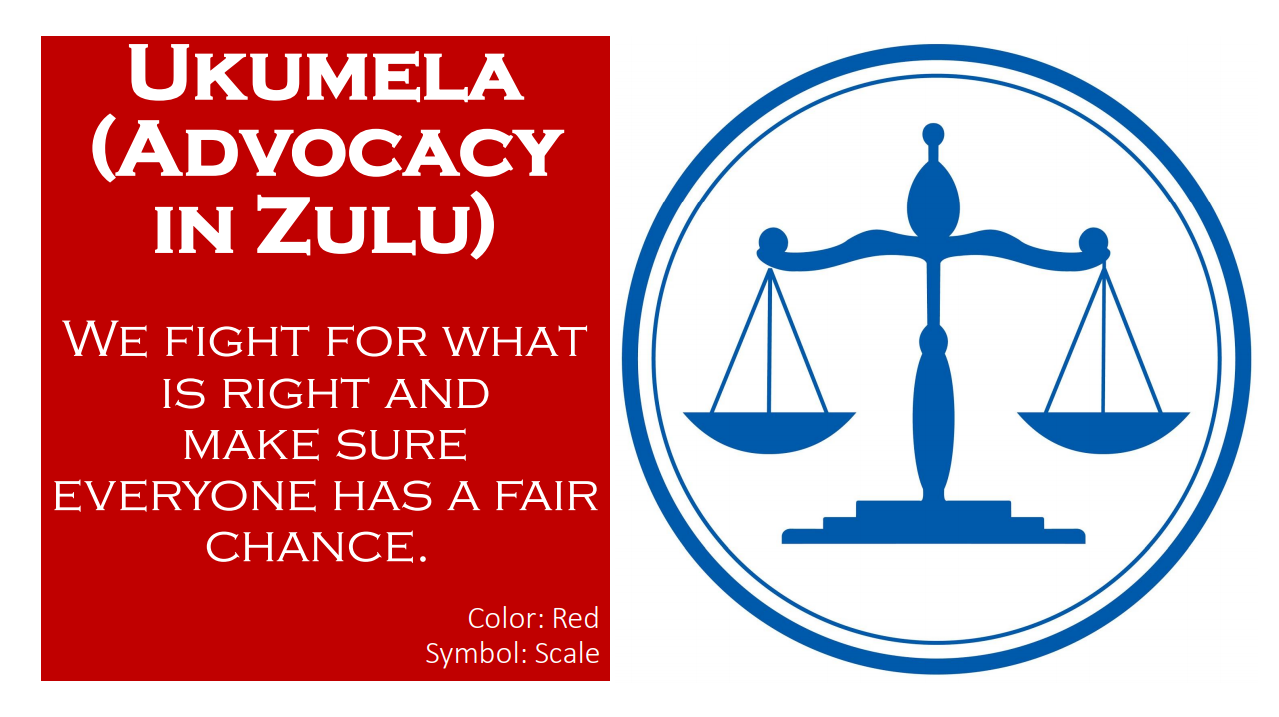 Ukumela
(Advocacy
in Zulu)
We fight for what
is right and
make sure
everyone has a fair
chance.
Color: Red
Symbol: Scale